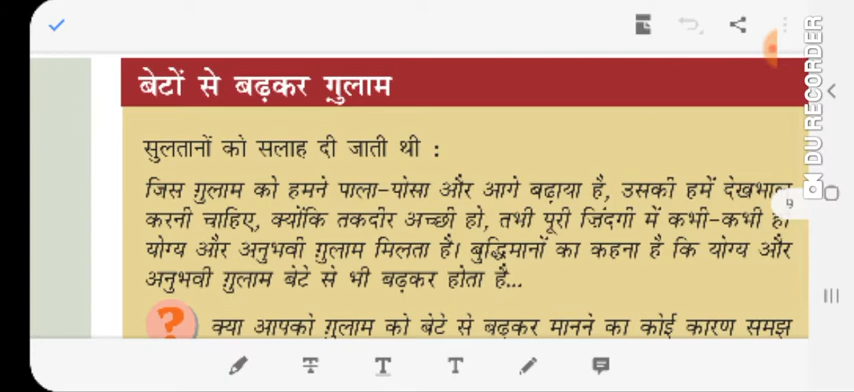 बेटों से बढ़कर ग़ुलाम
सुलतानों को सलाह दी जाती थी :
जिस ग़ुलाम को हमने पाला-पोसा और आगे बढ़ाया है, उसकी हमें देखभाल
करनी चाहिए, क्योंकि तकदीर अच्छी हो, तभी पूरी ज़िंदगी में कभी-कभी ही
योग्य और अनुभवी ग़ुलाम मिलता है। बुद्धिमानों का कहना है कि योग्य और
अनुभवी ग़ुलाम बेटे से भी बढ़कर होता है...
? क्या आपको ग़ुलाम को बेटे से बढ़कर मानने का कोई कारण समझ
9
T T T
DU RECORDER